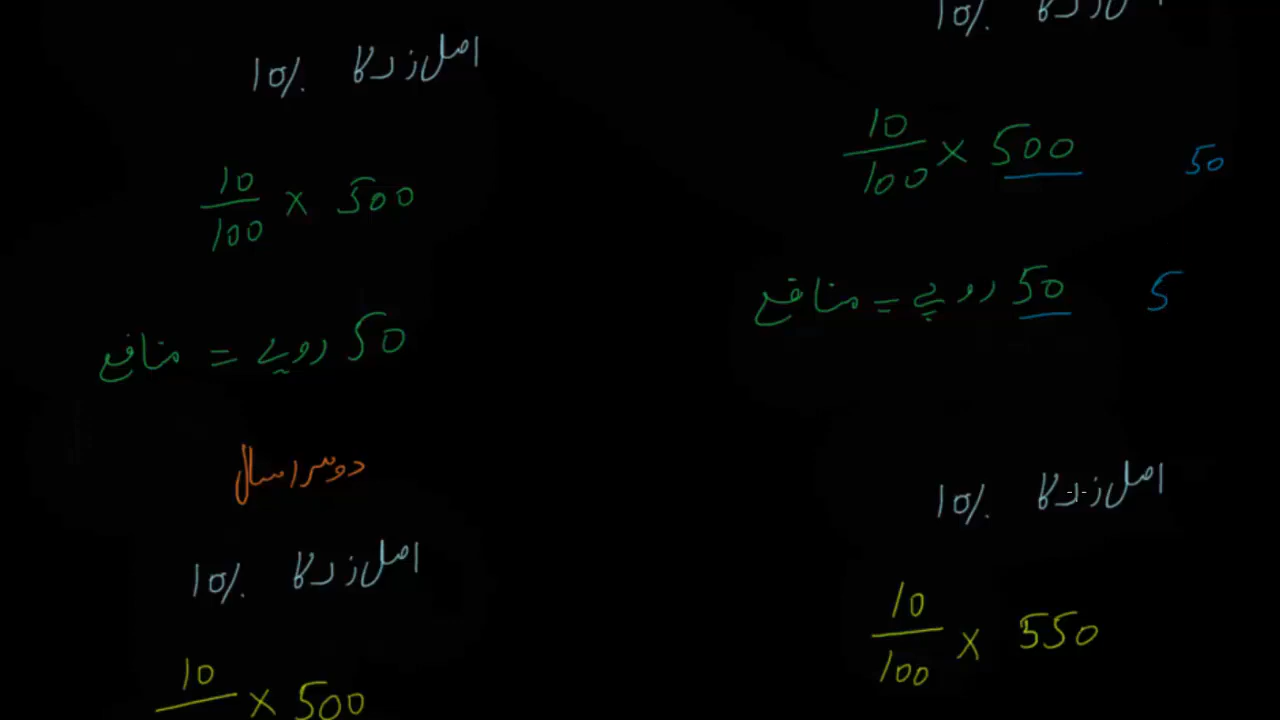 اصل زر کا 10%
10/100 × 500
50 روپے = منافع
دوسرا سال
اصل زر کا 10%
10/100 × 500
اصل زر کا 10%
10/100 × 500
50
50 روپے = منافع
5
اصل زر کا 10%
10/100 × 550